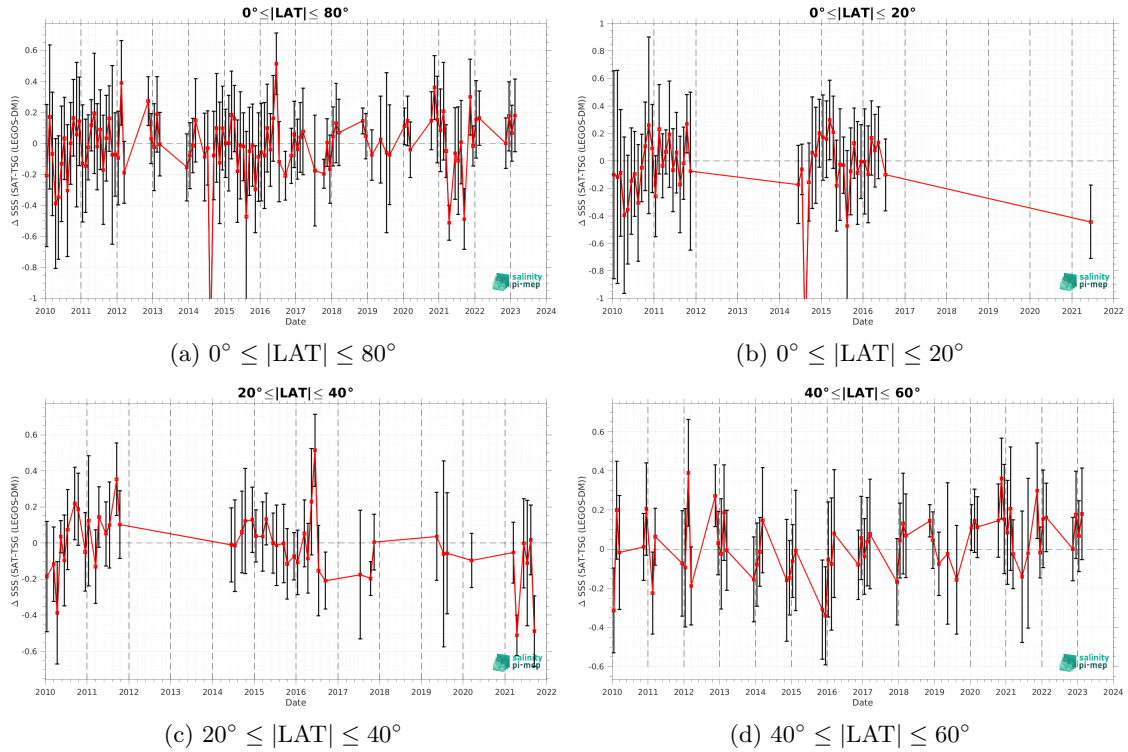 0°≤|LAT|≤ 80°
Δ SSS (SAT-TSG (LEGOS-DM))
0.6
0.4
0.2
0
-0.2
-0.4
-0.6
-0.8
-1
2010 2011 2012 2013 2014 2015 2016 2017 2018 2019 2020 2021 2022 2023 2024
Date
salinity
pi-mep
(a) 0° ≤ |LAT| ≤ 80°
0°≤|LAT|≤ 20°
Δ SSS (SAT-TSG (LEGOS-DM))
1
0.8
0.6
0.4
0.2
0
-0.2
-0.4
-0.6
-0.8
-1
2010 2011 2012 2013 2014 2015 2016 2017 2018 2019 2020 2021 2022
Date
salinity
pi-mep
(b) 0° ≤ |LAT| ≤ 20°
20°≤|LAT|≤ 40°
Δ SSS (SAT-TSG (LEGOS-DM))
0.6
0.4
0.2
0
-0.2
-0.4
-0.6
2010 2011 2012 2013 2014 2015 2016 2017 2018 2019 2020 2021 2022
Date
salinity
pi-mep
(c) 20° ≤ |LAT| ≤ 40°
40°≤|LAT|≤ 60°
Δ SSS (SAT-TSG (LEGOS-DM))
0.6
0.4
0.2
0
-0.2
-0.4
-0.6
2010 2011 2012 2013 2014 2015 2016 2017 2018 2019 2020 2021 2022 2023 2024
Date
salinity
pi-mep
(d) 40° ≤ |LAT| ≤ 60°